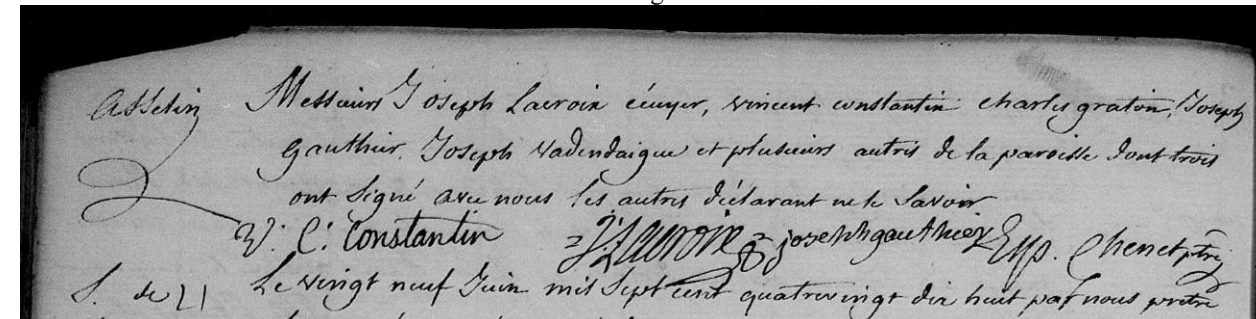 Asselin
Messieurs Joseph Lacroix écuyer, vincent constantin charles graton, Joseph
Gauthier, Joseph Vadendaigue et plusieurs autres de la paroisse dont trois
ont Signé avec nous les autres déclarant ne le Savoir
V: C: Constantin J: Lacroix joseph gauthier Chenet ptre
S. de 21 Le vingt neuf Juin mil Sept cent quatrevingt dix huit par nous prêtre